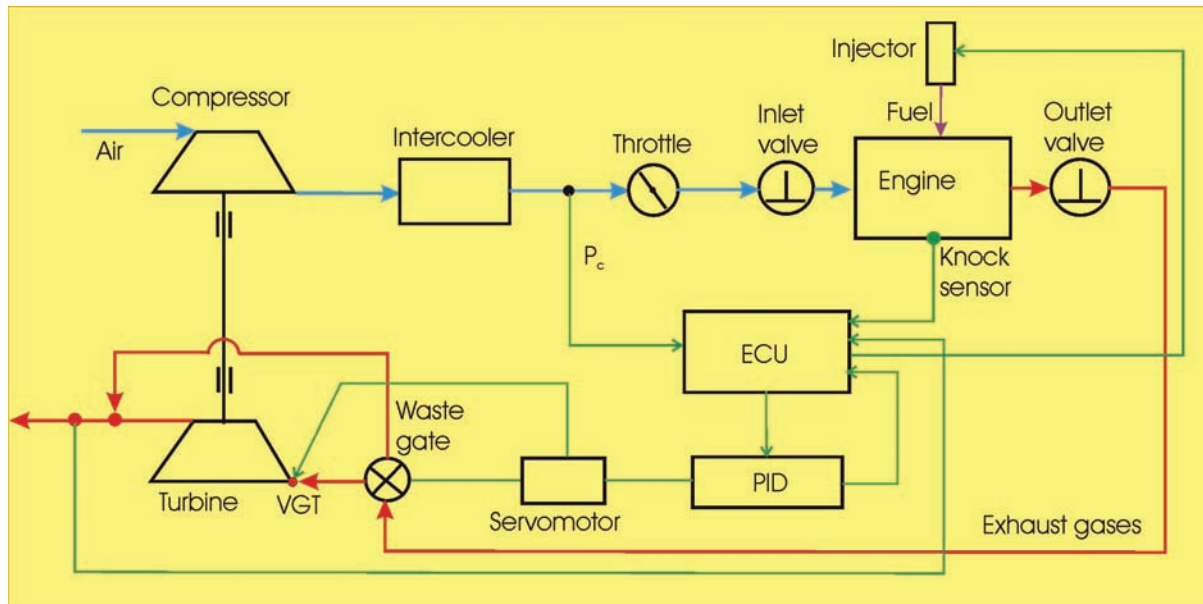 Injector
Compressor
Air
Intercooler
Throttle
Inlet
valve
Fuel
Outlet
valve
Engine
P_c
Knock
sensor
ECU
Waste
gate
PID
Turbine
VGT
Servomotor
Exhaust gases